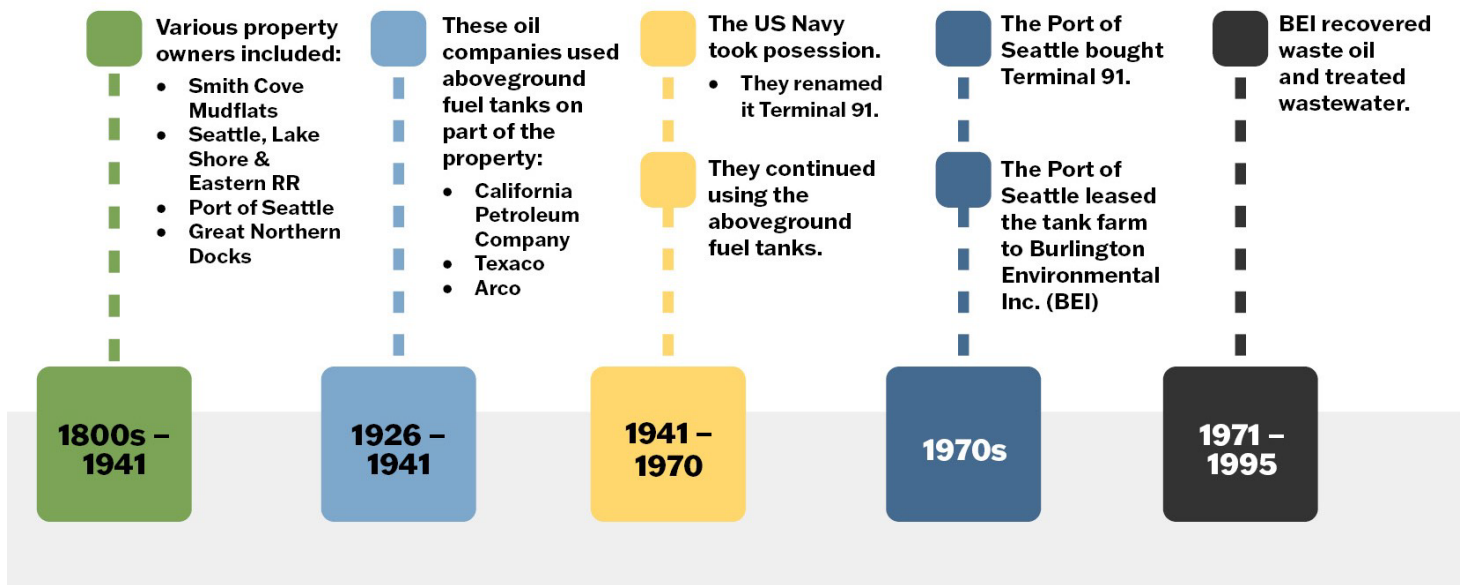 Various property
owners included:
• Smith Cove
Mudflats
• Seattle, Lake
Shore &
Eastern RR
• Port of Seattle
• Great Northern
Docks
1800s –
1941
These oil
companies used
aboveground
fuel tanks on
part of the
property:
• California
Petroleum
Company
• Texaco
• Arco
1926 –
1941
The US Navy
took posession.
• They renamed
it Terminal 91.
They continued
using the
aboveground
fuel tanks.
1941 –
1970
The Port of
Seattle bought
Terminal 91.
The Port of
Seattle leased
the tank farm
to Burlington
Environmental
Inc. (BEI)
1970s
BEI recovered
waste oil
and treated
wastewater.
1971 –
1995